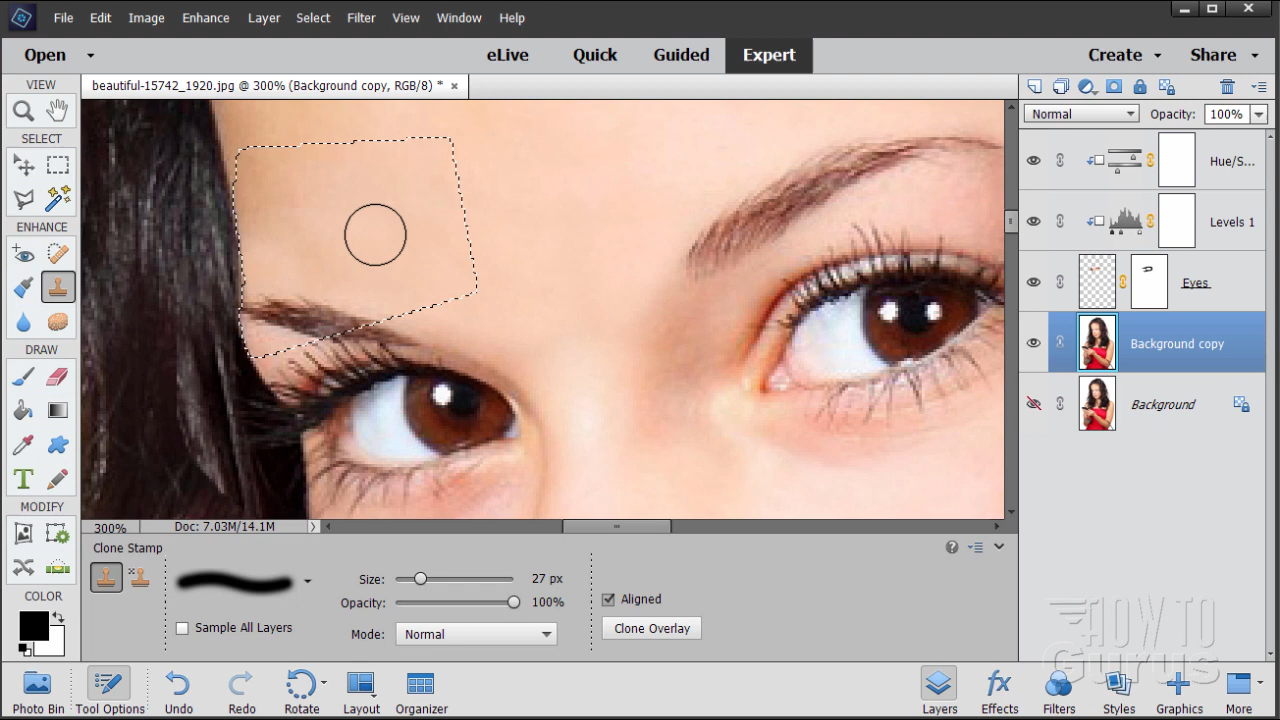 File Edit Image Enhance Layer Select Filter View Window Help
Open eLive Quick Guided Expert Create Share
VIEW
beautiful-15742_1920.jpg @ 300% (Background copy, RGB/8) * ×
SELECT
ENHANCE
DRAW
MODIFY
COLOR
Normal Opacity: 100%
Hue/S...
Levels 1
Eyes
Background copy
Background
300% Doc: 7.03M/14.1M
Clone Stamp
Size: 27 px
Opacity: 100%
Sample All Layers
Mode: Normal
Aligned
Clone Overlay
HOW TO
Gurus
Photo Bin Tool Options Undo Redo Rotate Layout Organizer Layers Effects Filters Styles Graphics More